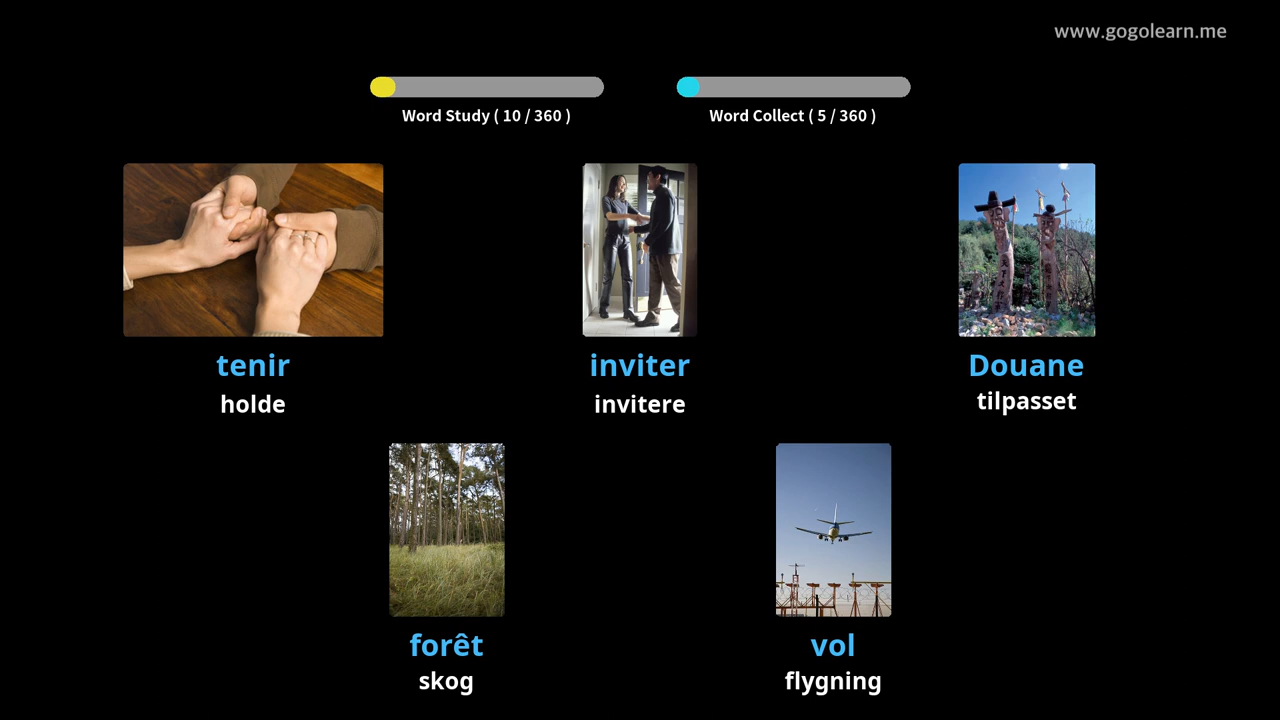 www.gogolearn.me
Word Study ( 10 / 360 )
Word Collect ( 5 / 360 )
tenir
holde
inviter
invitere
Douane
tilpasset
forêt
skog
vol
flygning